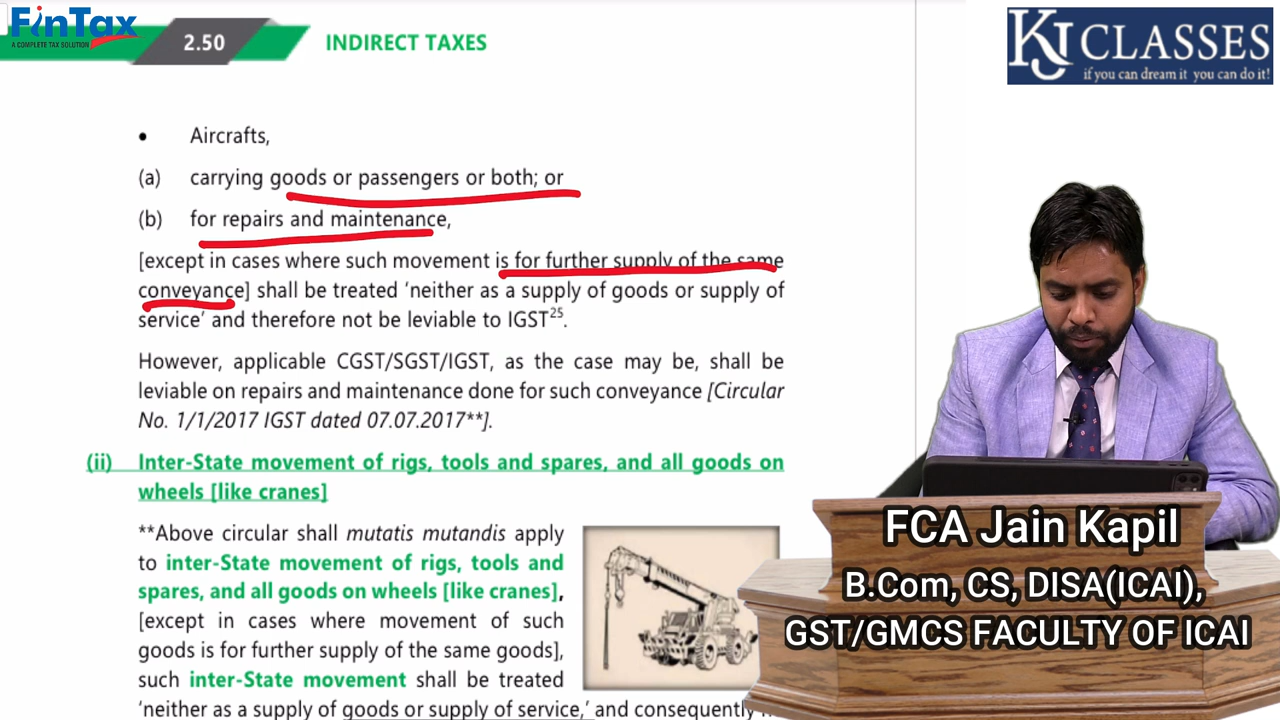 FinTax
A COMPLETE TAX SOLUTION
2.50
INDIRECT TAXES
KJ CLASSES
if you can dream it you can do it!
• Aircrafts,
(a) carrying goods or passengers or both; or
(b) for repairs and maintenance,
[except in cases where such movement is for further supply of the same
conveyance] shall be treated ‘neither as a supply of goods or supply of
service’ and therefore not be leviable to IGST25.
However, applicable CGST/SGST/IGST, as the case may be, shall be
leviable on repairs and maintenance done for such conveyance [Circular
No. 1/1/2017 IGST dated 07.07.2017**].
(ii) Inter-State movement of rigs, tools and spares, and all goods on
wheels [like cranes]
**Above circular shall mutatis mutandis apply
to inter-State movement of rigs, tools and
spares, and all goods on wheels [like cranes],
[except in cases where movement of such
goods is for further supply of the same goods],
such inter-State movement shall be treated
‘neither as a supply of goods or supply of service,’ and consequently
FCA Jain Kapil
B.Com, CS, DISA(ICAI),
GST/GMCS FACULTY OF ICAI